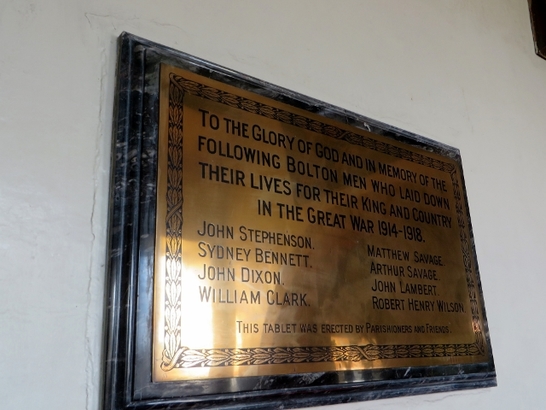 To the Glory of God and in Memory of the
following Bolton men who laid down
their lives for their King and Country
in the Great War 1914-1918.
John Stephenson.
Sydney Bennett.
John Dixon.
William Clark.
Matthew Savage.
Arthur Savage.
John Lambert.
Robert Henry Wilson.
This tablet was erected by Parishioners and Friends.